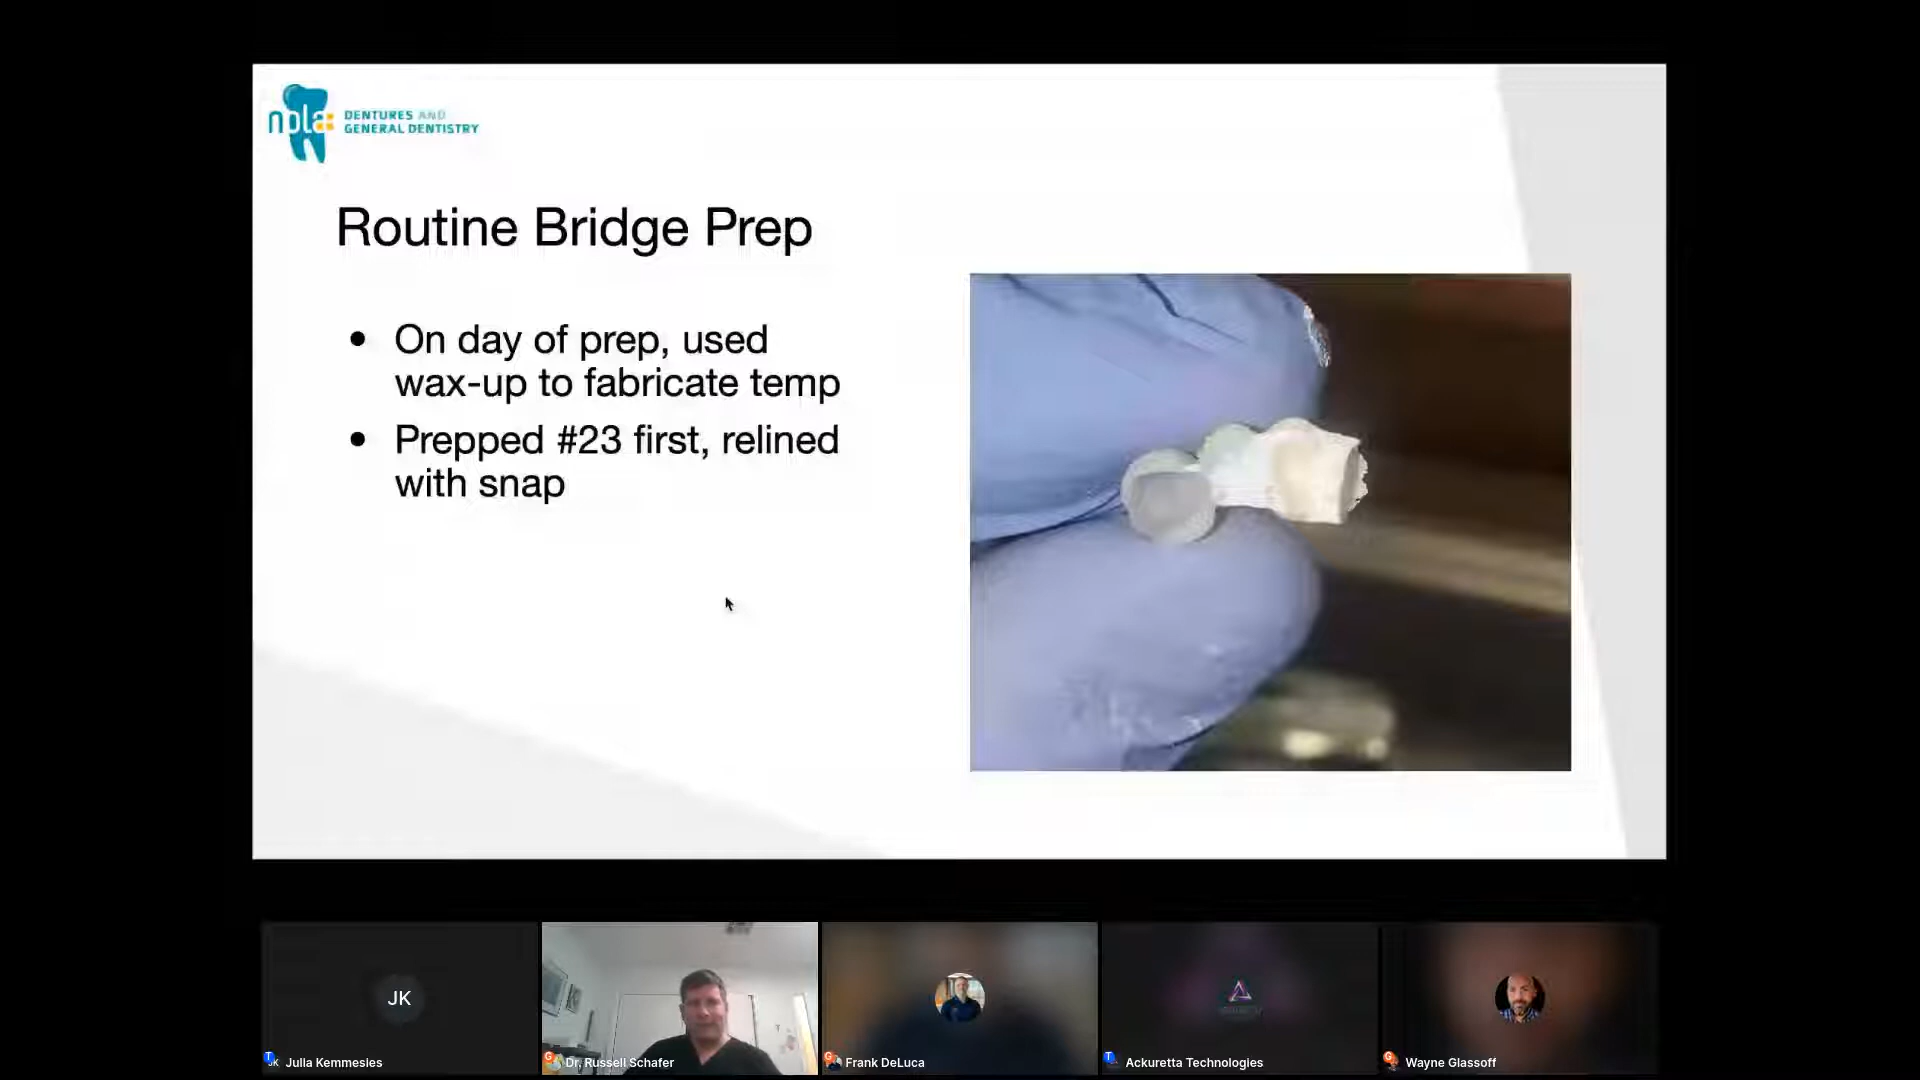 npla:
DENTURES AND
GENERAL DENTISTRY
Routine Bridge Prep
• On day of prep, used
wax-up to fabricate temp
• Prepped #23 first, relined
with snap
JK
Julia Kemmesies
Dr. Russell Schafer
Frank DeLuca
Ackuretta Technologies
Wayne Glassoff